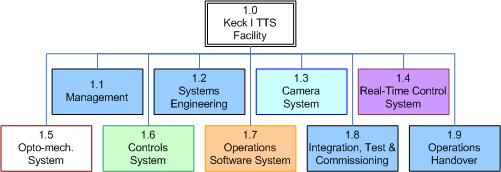 1.0
Keck I TTS
Facility
1.1
Management
1.2
Systems
Engineering
1.3
Camera
System
1.4
Real-Time Control
System
1.5
Opto-mech.
System
1.6
Controls
System
1.7
Operations
Software System
1.8
Integration, Test &
Commissioning
1.9
Operations
Handover